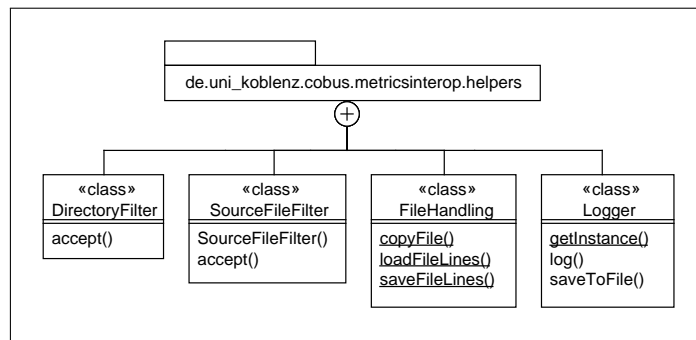 de.uni_koblenz.cobus.metricsinterop.helpers
«class»
DirectoryFilter
accept()
«class»
SourceFileFilter
SourceFileFilter()
accept()
«class»
FileHandling
copyFile()
loadFileLines()
saveFileLines()
«class»
Logger
getInstance()
log()
saveToFile()